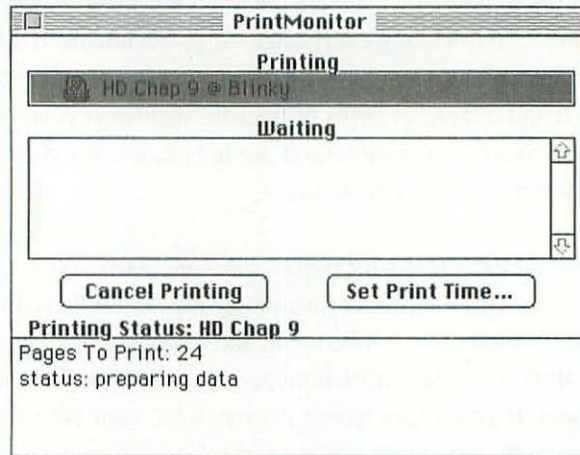 PrintMonitor
Printing
HD Chap 9 @ Blinky
Waiting
Cancel Printing
Set Print Time...
Printing Status: HD Chap 9
Pages To Print: 24
status: preparing data